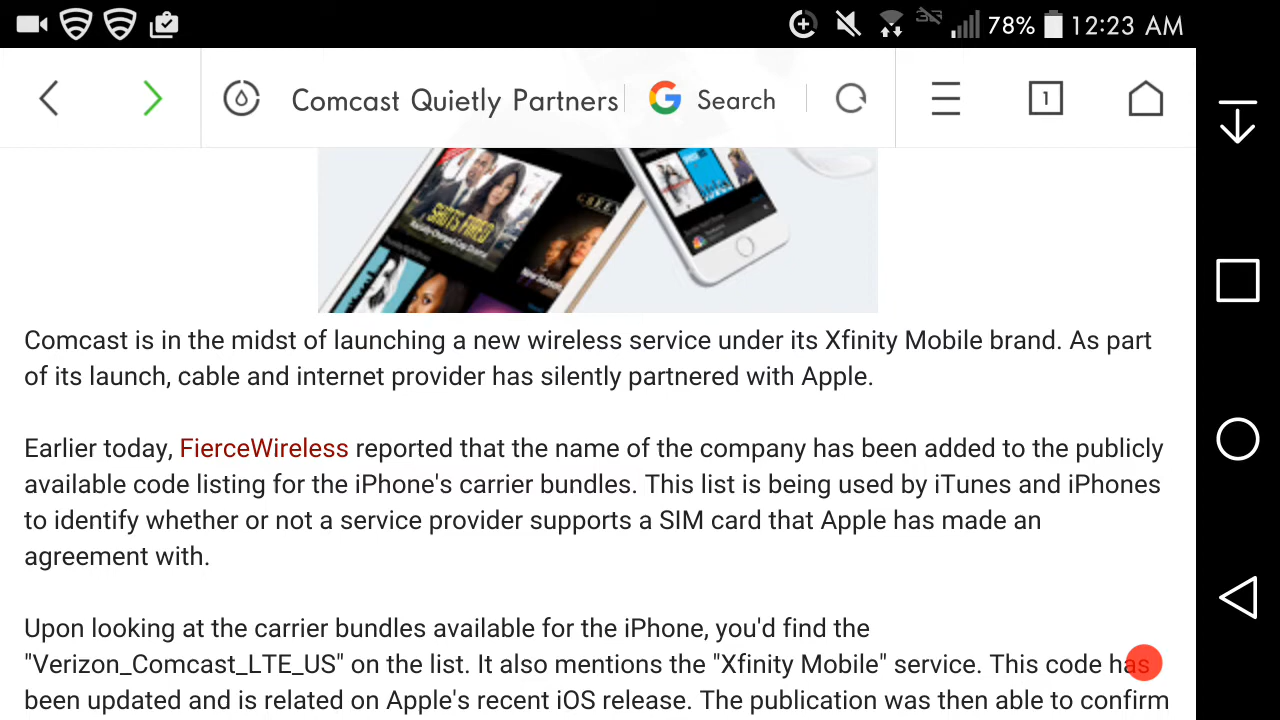 78% 12:23 AM
Comcast Quietly Partners
Search
1
SHOTS FIRED
Racially Charged Cop Drama
Comcast is in the midst of launching a new wireless service under its Xfinity Mobile brand. As part
of its launch, cable and internet provider has silently partnered with Apple.
Earlier today, FierceWireless reported that the name of the company has been added to the publicly
available code listing for the iPhone's carrier bundles. This list is being used by iTunes and iPhones
to identify whether or not a service provider supports a SIM card that Apple has made an
agreement with.
Upon looking at the carrier bundles available for the iPhone, you'd find the
"Verizon_Comcast_LTE_US" on the list. It also mentions the "Xfinity Mobile" service. This code has
been updated and is related on Apple's recent iOS release. The publication was then able to confirm